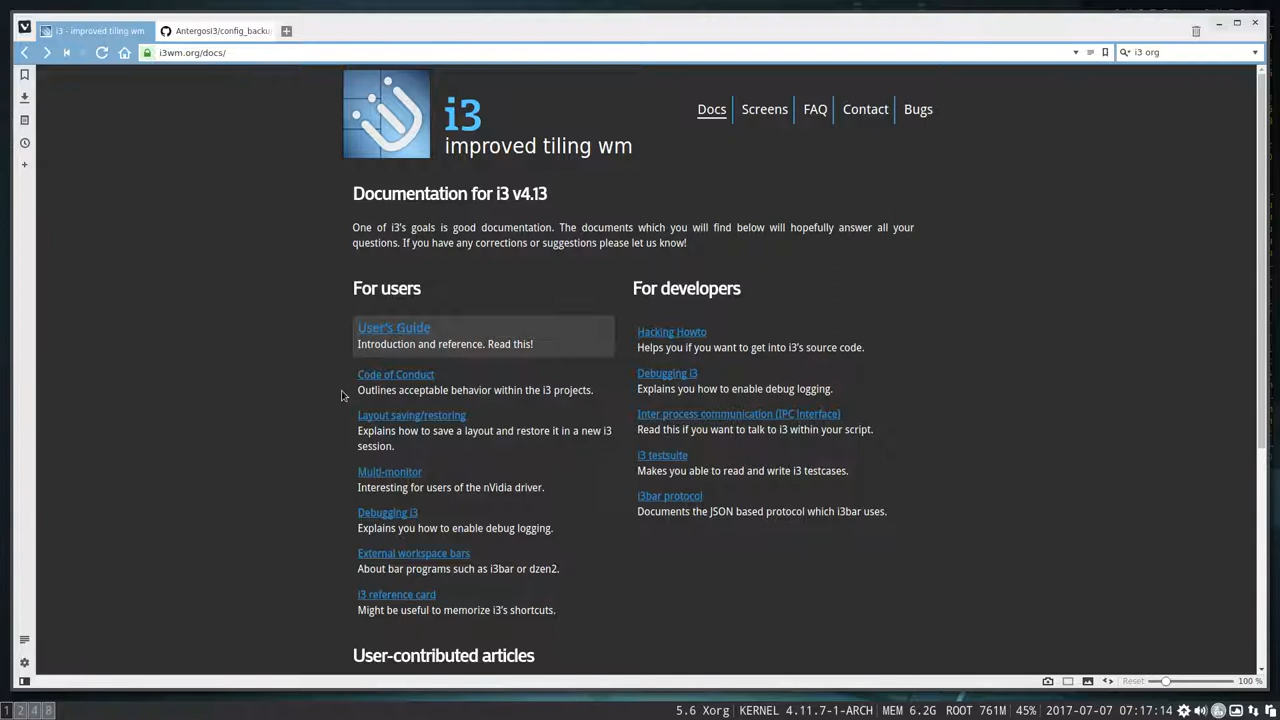 i3 - improved tiling wm
AntergosI3/config_backu
i3wm.org/docs/
i3 org
i3
improved tiling wm
Docs
Screens
FAQ
Contact
Bugs
Documentation for i3 v4.13
One of i3's goals is good documentation. The documents which you will find below will hopefully answer all your
questions. If you have any corrections or suggestions please let us know!
For users
User's Guide
Introduction and reference. Read this!
Code of Conduct
Outlines acceptable behavior within the i3 projects.
Layout saving/restoring
Explains how to save a layout and restore it in a new i3
session.
Multi-monitor
Interesting for users of the nVidia driver.
Debugging i3
Explains you how to enable debug logging.
External workspace bars
About bar programs such as i3bar or dzen2.
i3 reference card
Might be useful to memorize i3's shortcuts.
For developers
Hacking Howto
Helps you if you want to get into i3's source code.
Debugging i3
Explains you how to enable debug logging.
Inter process communication (IPC interface)
Read this if you want to talk to i3 within your script.
i3 testsuite
Makes you able to read and write i3 testcases.
i3bar protocol
Documents the JSON based protocol which i3bar uses.
User-contributed articles
Reset
100 %
1 2 4 8
5.6 Xorg KERNEL 4.11.7-1-ARCH MEM 6.2G ROOT 761M 45% 2017-07-07 07:17:14